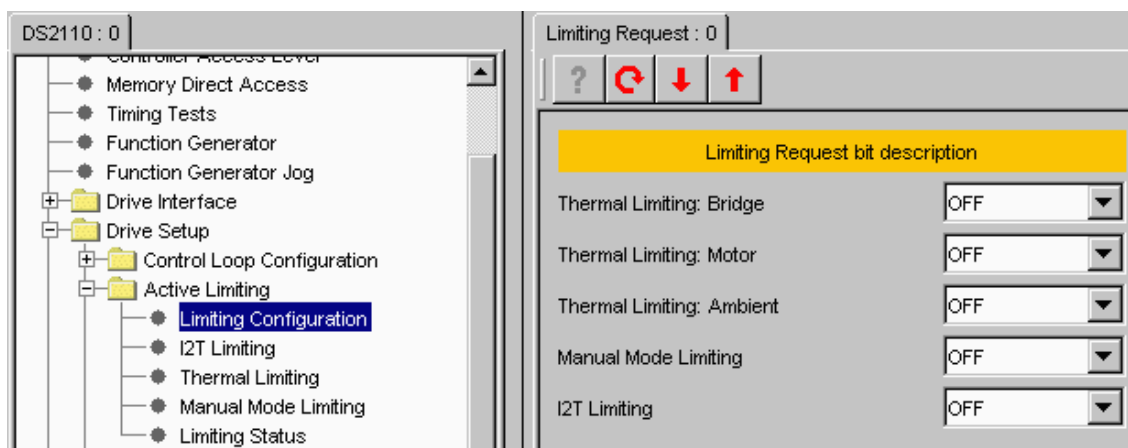 DS2110 : 0
Controller Access Level
Memory Direct Access
Timing Tests
Function Generator
Function Generator Jog
Drive Interface
Drive Setup
Control Loop Configuration
Active Limiting
Limiting Configuration
I2T Limiting
Thermal Limiting
Manual Mode Limiting
Limiting Status
Limiting Request : 0
?
Limiting Request bit description
Thermal Limiting: Bridge OFF
Thermal Limiting: Motor OFF
Thermal Limiting: Ambient OFF
Manual Mode Limiting OFF
I2T Limiting OFF